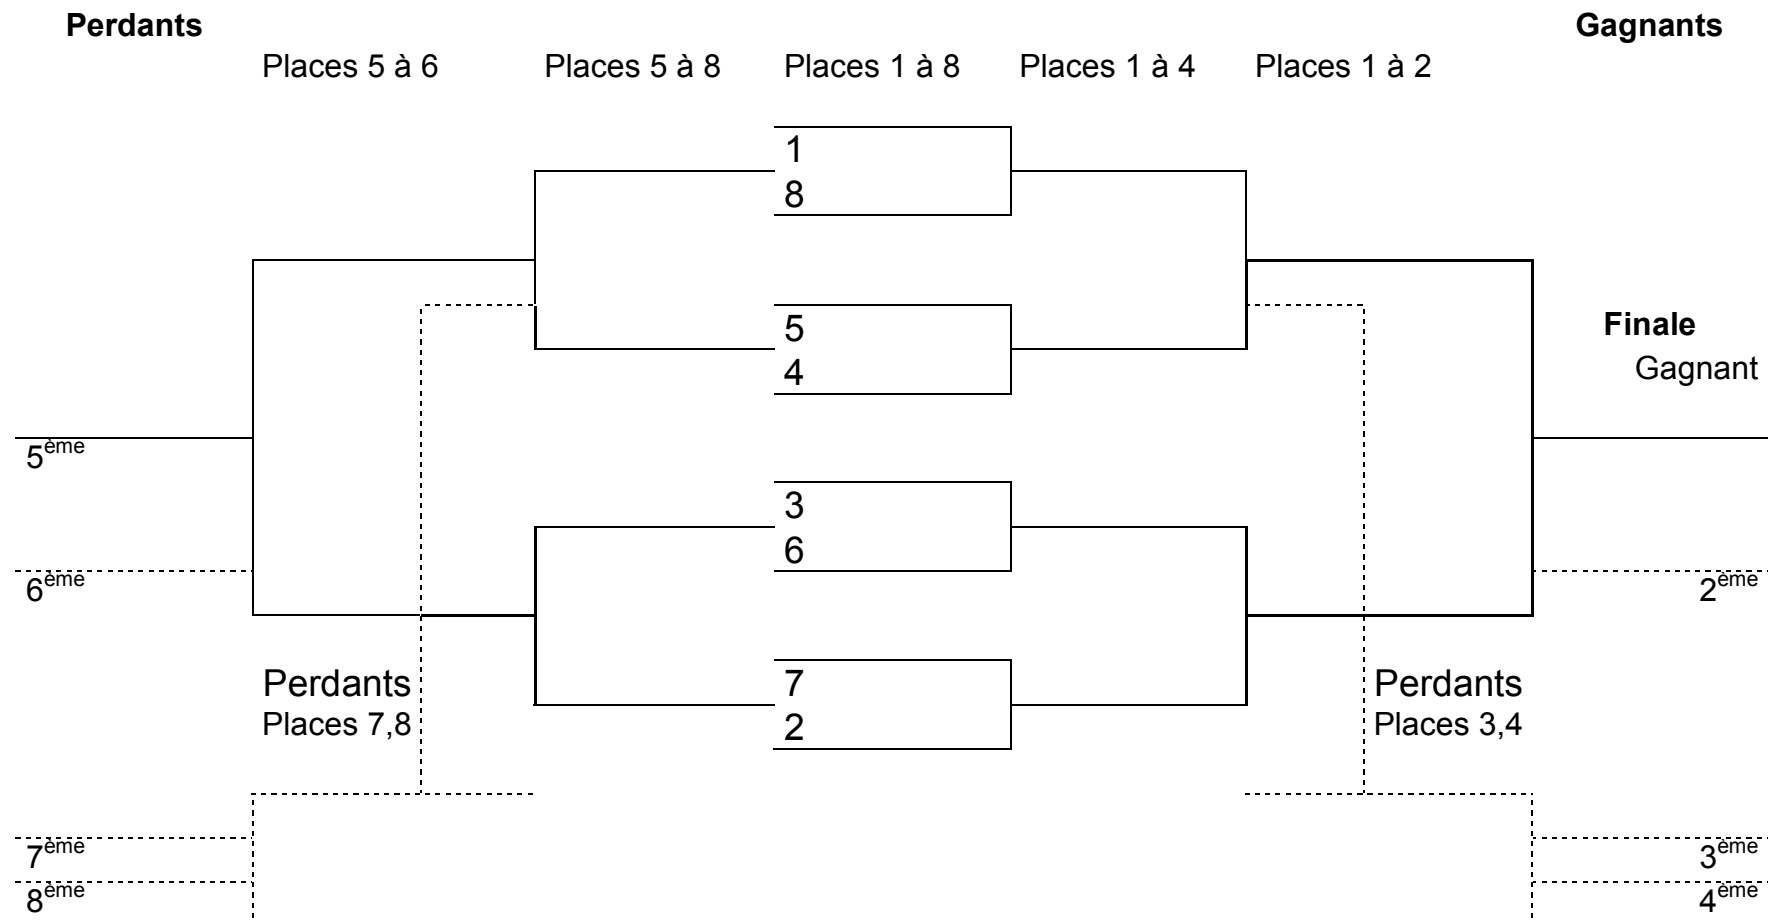 Perdants Gagnants
Places 5 à 6 Places 5 à 8 Places 1 à 8 Places 1 à 4 Places 1 à 2
1
8
5
Finale
4
Gagnant
5ème
3
6
6ème
2ème
Perdants
Places 7,8
7
2
Perdants
Places 3,4
7ème
3ème
8ème
4ème